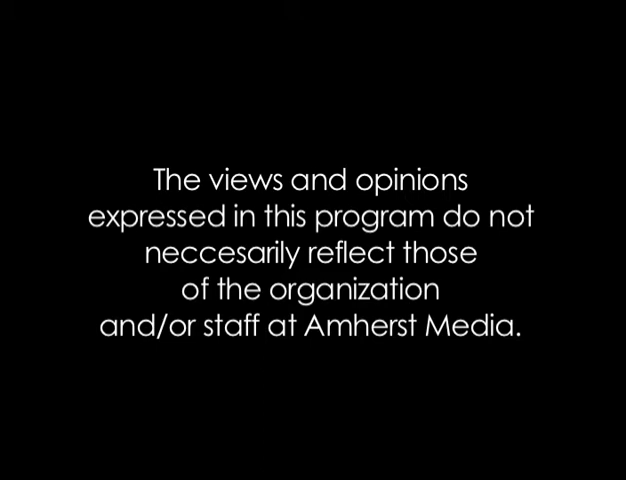 The views and opinions
expressed in this program do not
neccesarily reflect those
of the organization
and/or staff at Amherst Media.